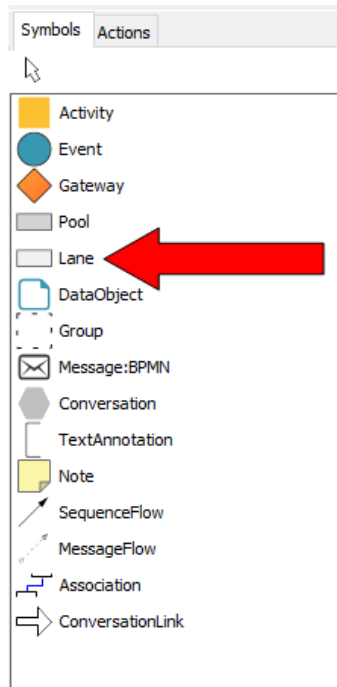 Symbols
Actions
Activity
Event
Gateway
Pool
Lane
DataObject
Group
Message:BPMN
Conversation
TextAnnotation
Note
SequenceFlow
MessageFlow
Association
ConversationLink